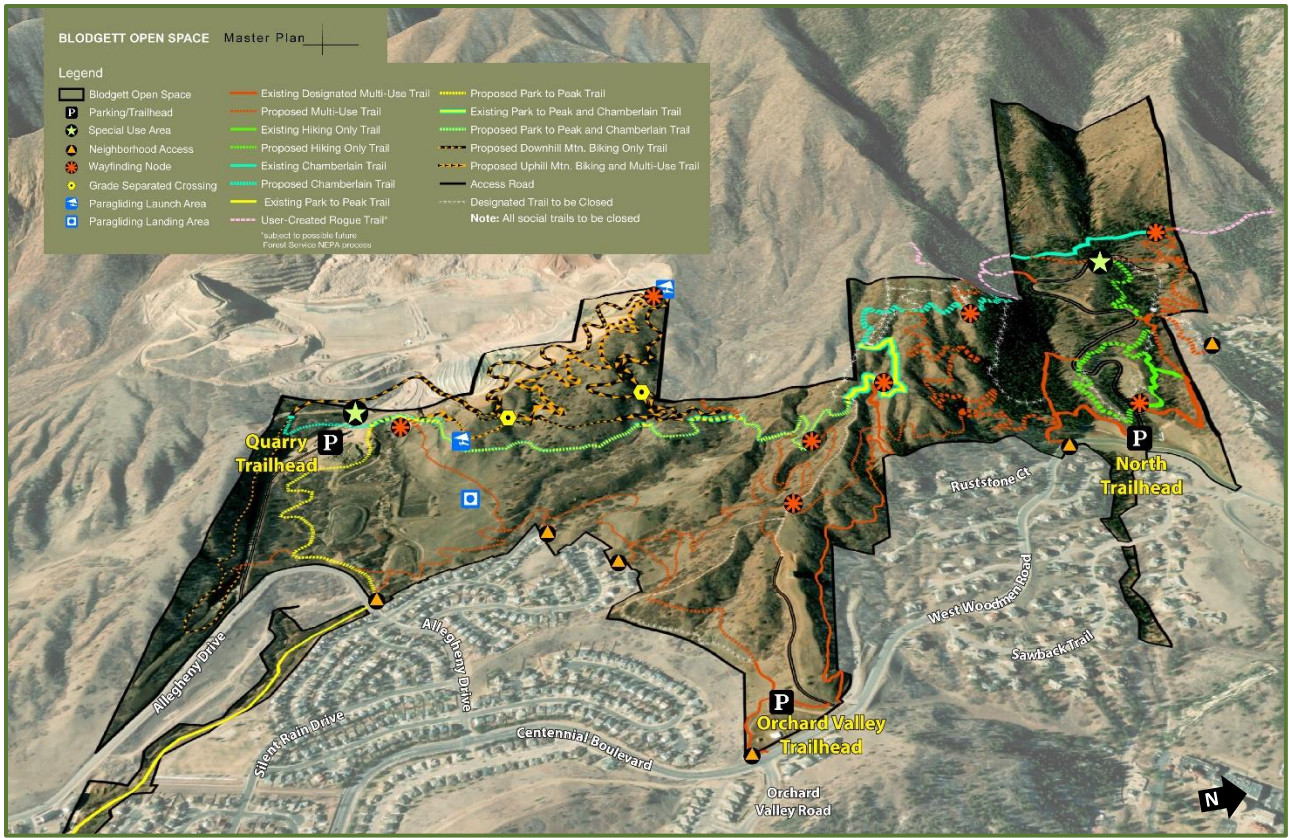 BLODGETT OPEN SPACE Master Plan
Legend
Blodgett Open Space
Parking/Trailhead
Special Use Area
Neighborhood Access
Wayfinding Node
Grade Separated Crossing
Paragliding Launch Area
Paragliding Landing Area
Existing Designated Multi-Use Trail
Proposed Multi-Use Trail
Existing Hiking Only Trail
Proposed Hiking Only Trail
Existing Chamberlain Trail
Proposed Chamberlain Trail
Existing Park to Peak Trail
User-Created Rogue Trail*
*subject to possible future
Forest Service NEPA process
Proposed Park to Peak Trail
Existing Park to Peak and Chamberlain Trail
Proposed Park to Peak and Chamberlain Trail
Proposed Downhill Mtn. Biking Only Trail
Proposed Uphill Mtn. Biking and Multi-Use Trail
Access Road
Designated Trail to be Closed
Note: All social trails to be closed
P
Quarry
Trailhead
P
North
Trailhead
P
Orchard Valley
Trailhead
Ruststone Ct
West Woodmen Road
Sawback Trail
Allegheny Drive
Allegheny Drive
Silent Rain Drive
Centennial Boulevard
Orchard
Valley Road
N
P